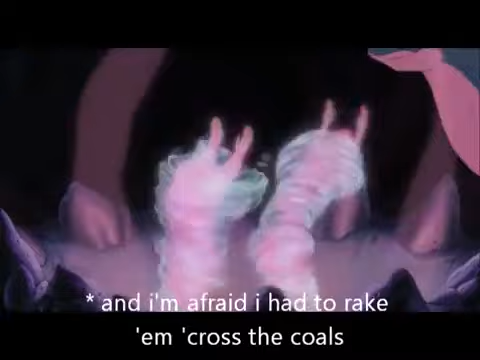 * and i'm afraid i had to rake
'em 'cross the coals